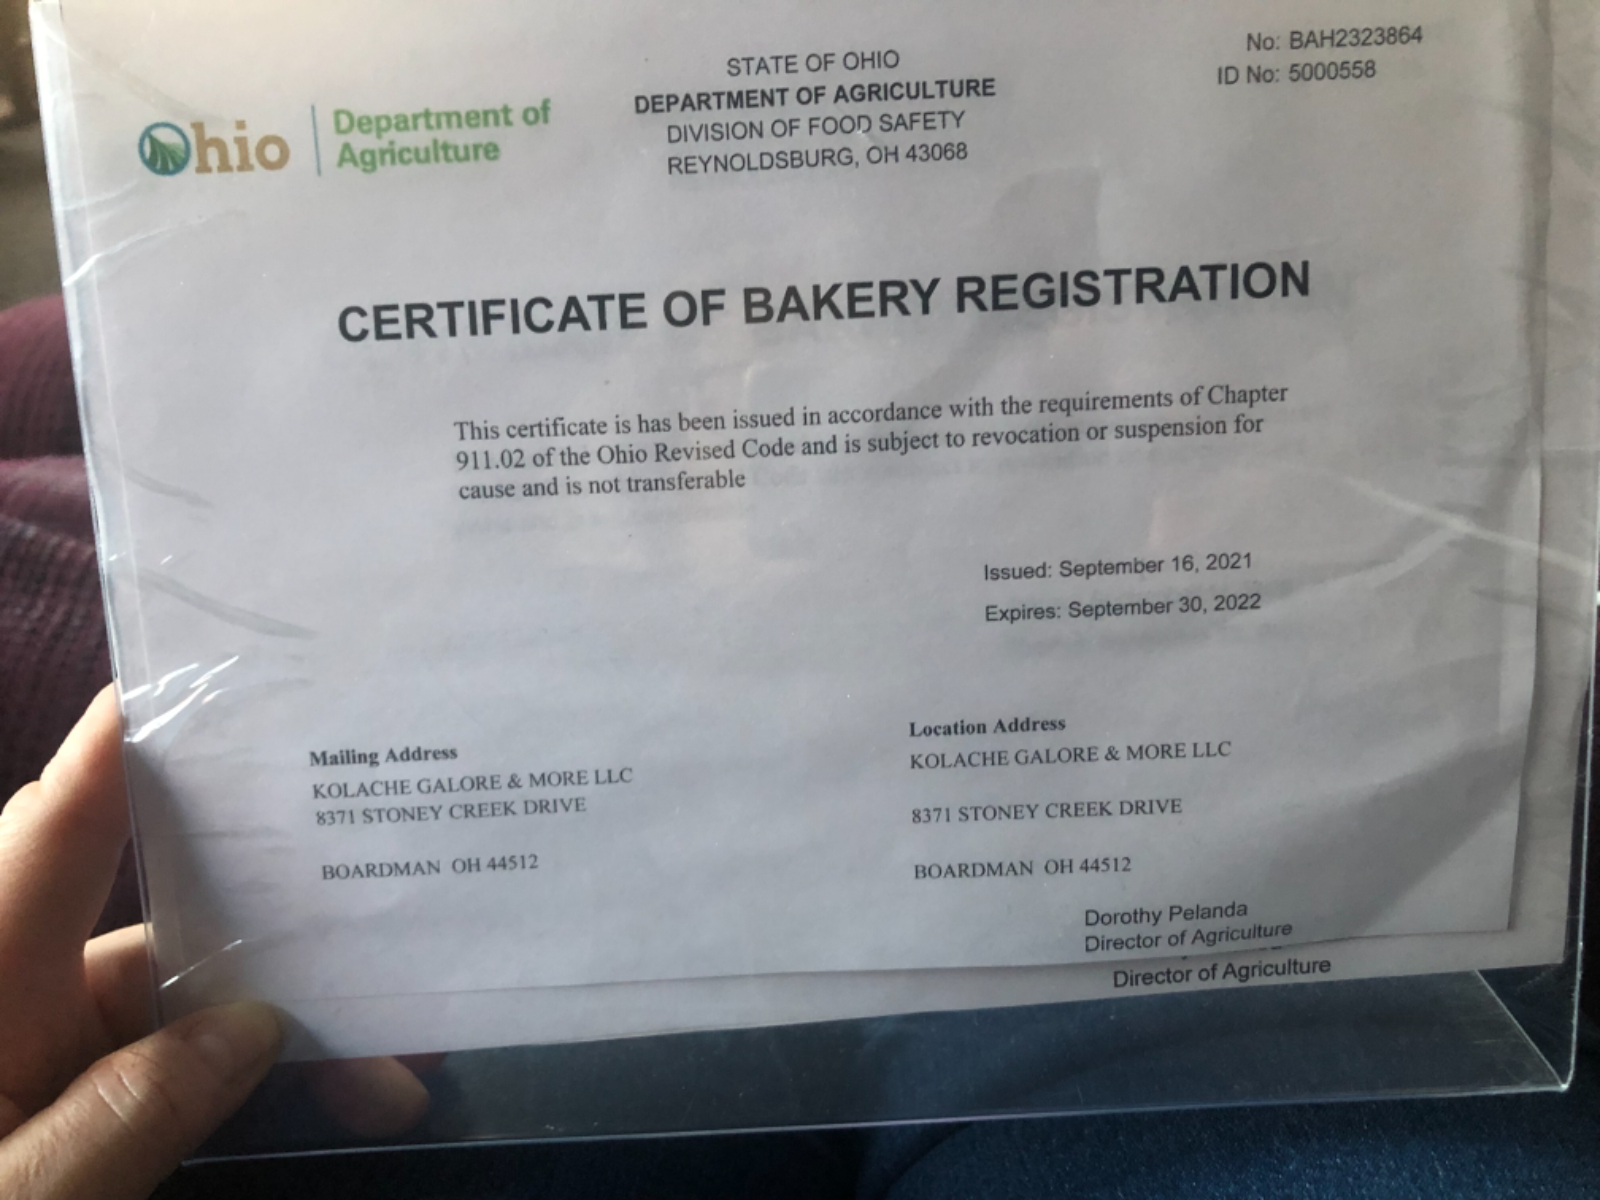 No: BAH2323864
ID No: 5000558
STATE OF OHIO
DEPARTMENT OF AGRICULTURE
DIVISION OF FOOD SAFETY
REYNOLDSBURG, OH 43068
Ohio
Department of
Agriculture
CERTIFICATE OF BAKERY REGISTRATION
This certificate is has been issued in accordance with the requirements of Chapter
911.02 of the Ohio Revised Code and is subject to revocation or suspension for
cause and is not transferable
Issued: September 16, 2021
Expires: September 30, 2022
Mailing Address
KOLACHE GALORE & MORE LLC
8371 STONEY CREEK DRIVE
BOARDMAN OH 44512
Location Address
KOLACHE GALORE & MORE LLC
8371 STONEY CREEK DRIVE
BOARDMAN OH 44512
Dorothy Pelanda
Director of Agriculture
Director of Agriculture